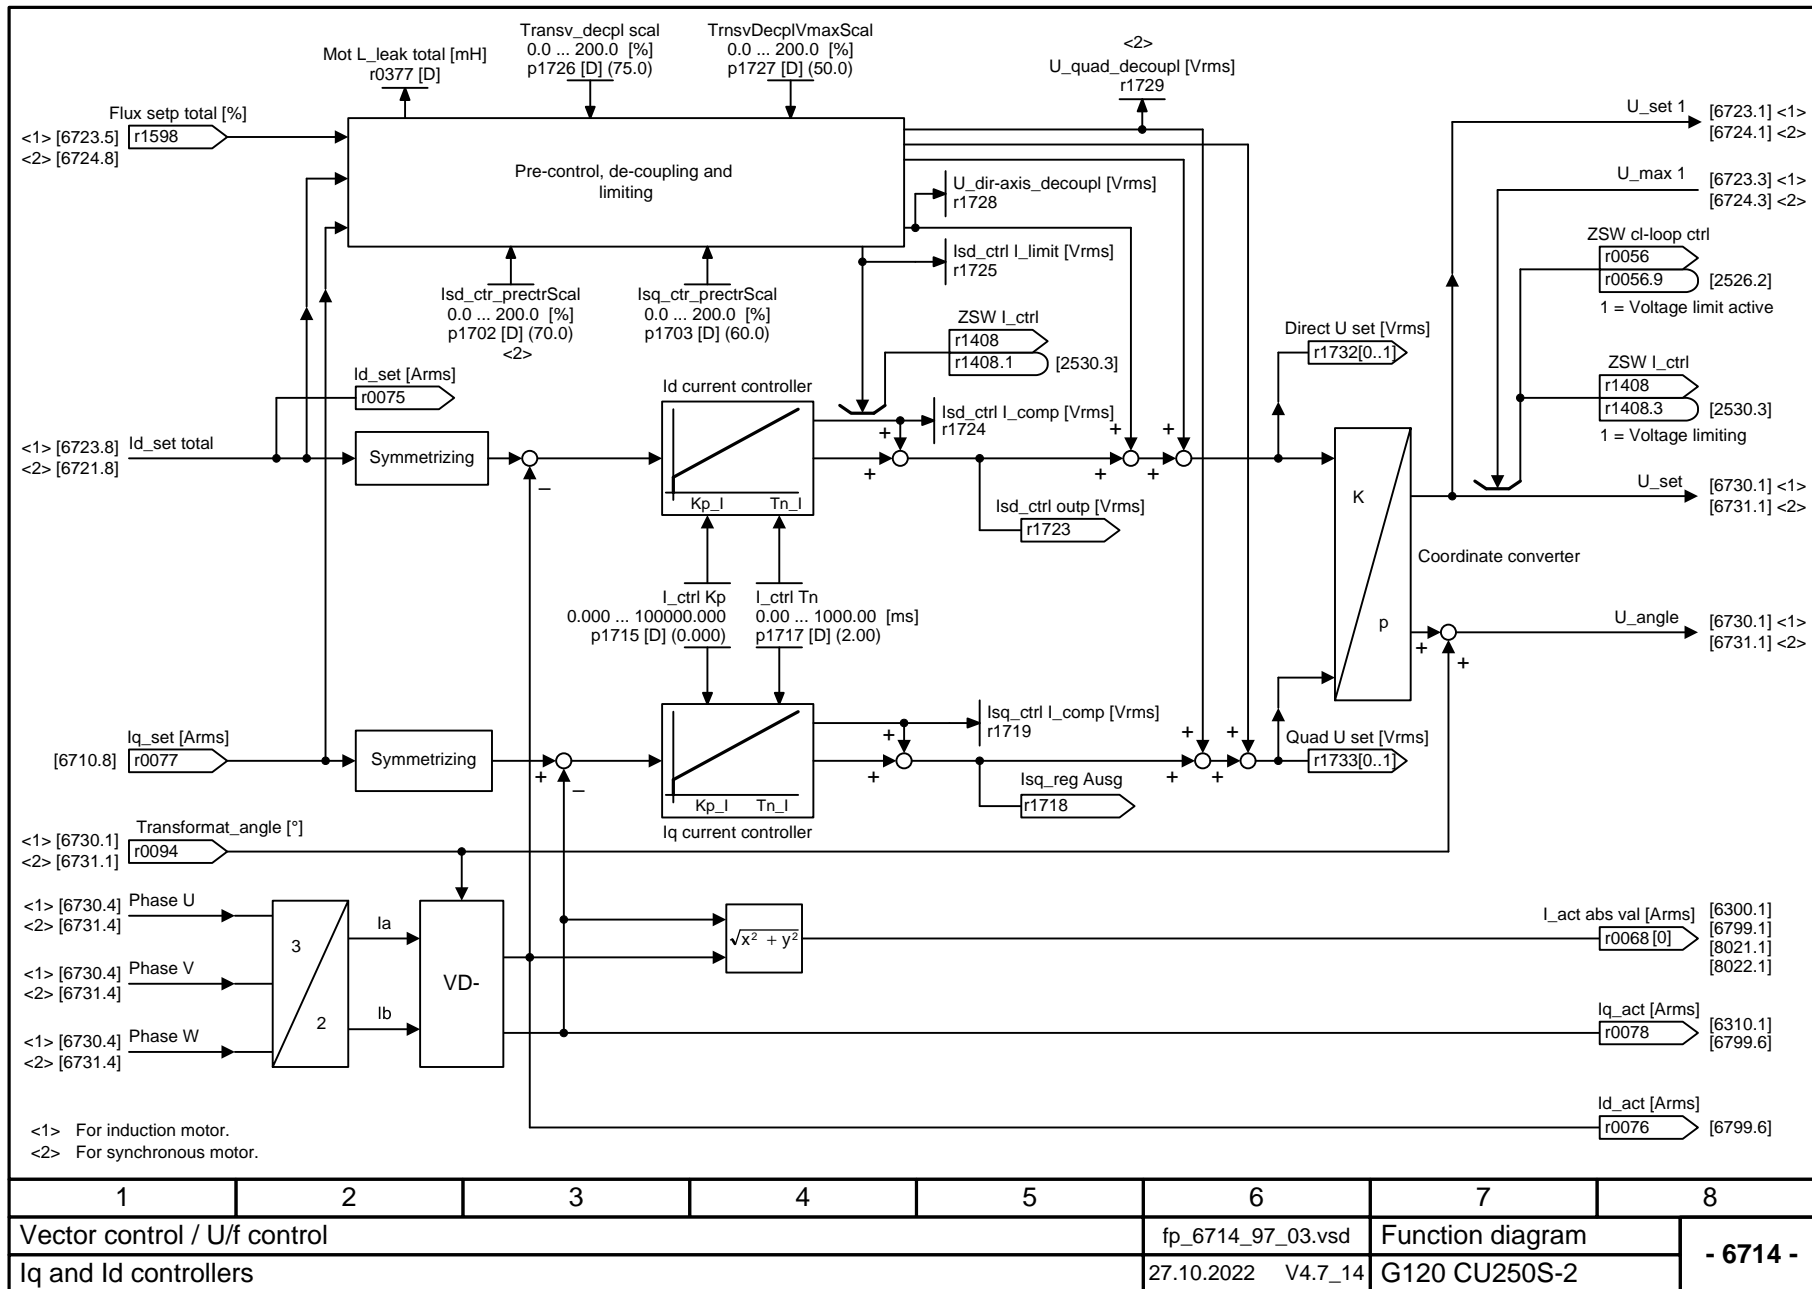 Mot L_leak total [mH]
r0377 [D]
Transv_decpl scal
0.0 ... 200.0 [%]
p1726 [D] (75.0)
TrnsvDecplVmaxScal
0.0 ... 200.0 [%]
p1727 [D] (50.0)
<2>
U_quad_decoupl [Vrms]
r1729
Flux setp total [%]
<1> [6723.5] r1598
<2> [6724.8]
Pre-control, de-coupling and
limiting
U_set 1
[6723.1] <1>
[6724.1] <2>
U_max 1
[6723.3] <1>
[6724.3] <2>
U_dir-axis_decoupl [Vrms]
r1728
Isd_ctrl I_limit [Vrms]
r1725
ZSW cl-loop ctrl
r0056
r0056.9 [2526.2]
1 = Voltage limit active
Isd_ctr_prectrScal
0.0 ... 200.0 [%]
p1702 [D] (70.0)
<2>
Isq_ctr_prectrScal
0.0 ... 200.0 [%]
p1703 [D] (60.0)
ZSW I_ctrl
r1408
r1408.1 [2530.3]
Direct U set [Vrms]
r1732[0..1]
ZSW I_ctrl
r1408
r1408.3 [2530.3]
1 = Voltage limiting
Id_set [Arms]
r0075
Id current controller
Isd_ctrl I_comp [Vrms]
r1724
<1> [6723.8] Id_set total
<2> [6721.8]
Symmetrizing
–
Kp_I Tn_I
+
+
+
+
+
+
Isd_ctrl outp [Vrms]
r1723
K
p
Coordinate converter
U_set
[6730.1] <1>
[6731.1] <2>
I_ctrl Kp
0.000 ... 100000.000
p1715 [D] (0.000)
I_ctrl Tn
0.00 ... 1000.00 [ms]
p1717 [D] (2.00)
U_angle
[6730.1] <1>
[6731.1] <2>
+
+
Iq_set [Arms]
[6710.8] r0077
Symmetrizing
+
–
Kp_I Tn_I
Iq current controller
Isq_ctrl I_comp [Vrms]
r1719
+
+
+
+
+
+
Isq_reg Ausg
r1718
Quad U set [Vrms]
r1733[0..1]
Transformat_angle [°]
<1> [6730.1] r0094
<2> [6731.1]
<1> [6730.4] Phase U
<2> [6731.4]
<1> [6730.4] Phase V
<2> [6731.4]
<1> [6730.4] Phase W
<2> [6731.4]
3
2
Ia
Ib
VD-
√x² + y²
I_act abs val [Arms]
r0068 [0]
[6300.1]
[6799.1]
[8021.1]
[8022.1]
Iq_act [Arms]
r0078
[6310.1]
[6799.6]
Id_act [Arms]
r0076 [6799.6]
<1> For induction motor.
<2> For synchronous motor.
1 2 3 4 5 6 7 8
Vector control / U/f control
fp_6714_97_03.vsd
Function diagram
- 6714 -
Iq and Id controllers
27.10.2022 V4.7_14
G120 CU250S-2